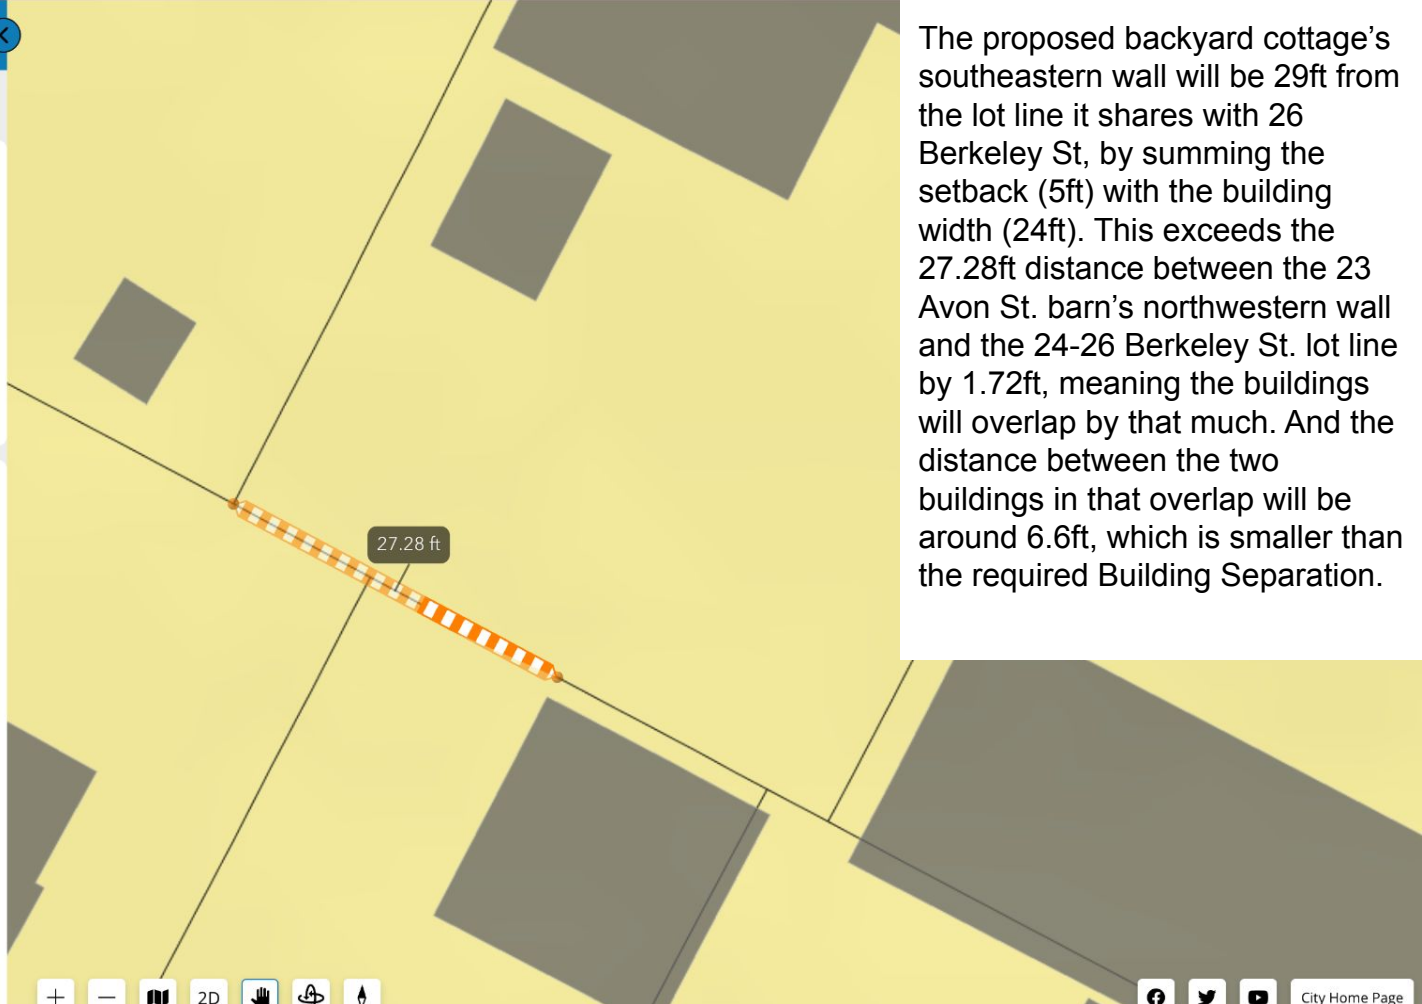 The proposed backyard cottage’s
southeastern wall will be 29ft from
the lot line it shares with 26
Berkeley St, by summing the
setback (5ft) with the building
width (24ft). This exceeds the
27.28ft distance between the 23
Avon St. barn’s northwestern wall
and the 24-26 Berkeley St. lot line
by 1.72ft, meaning the buildings
will overlap by that much. And the
distance between the two
buildings in that overlap will be
around 6.6ft, which is smaller than
the required Building Separation.
27.28 ft
2D
City Home Page